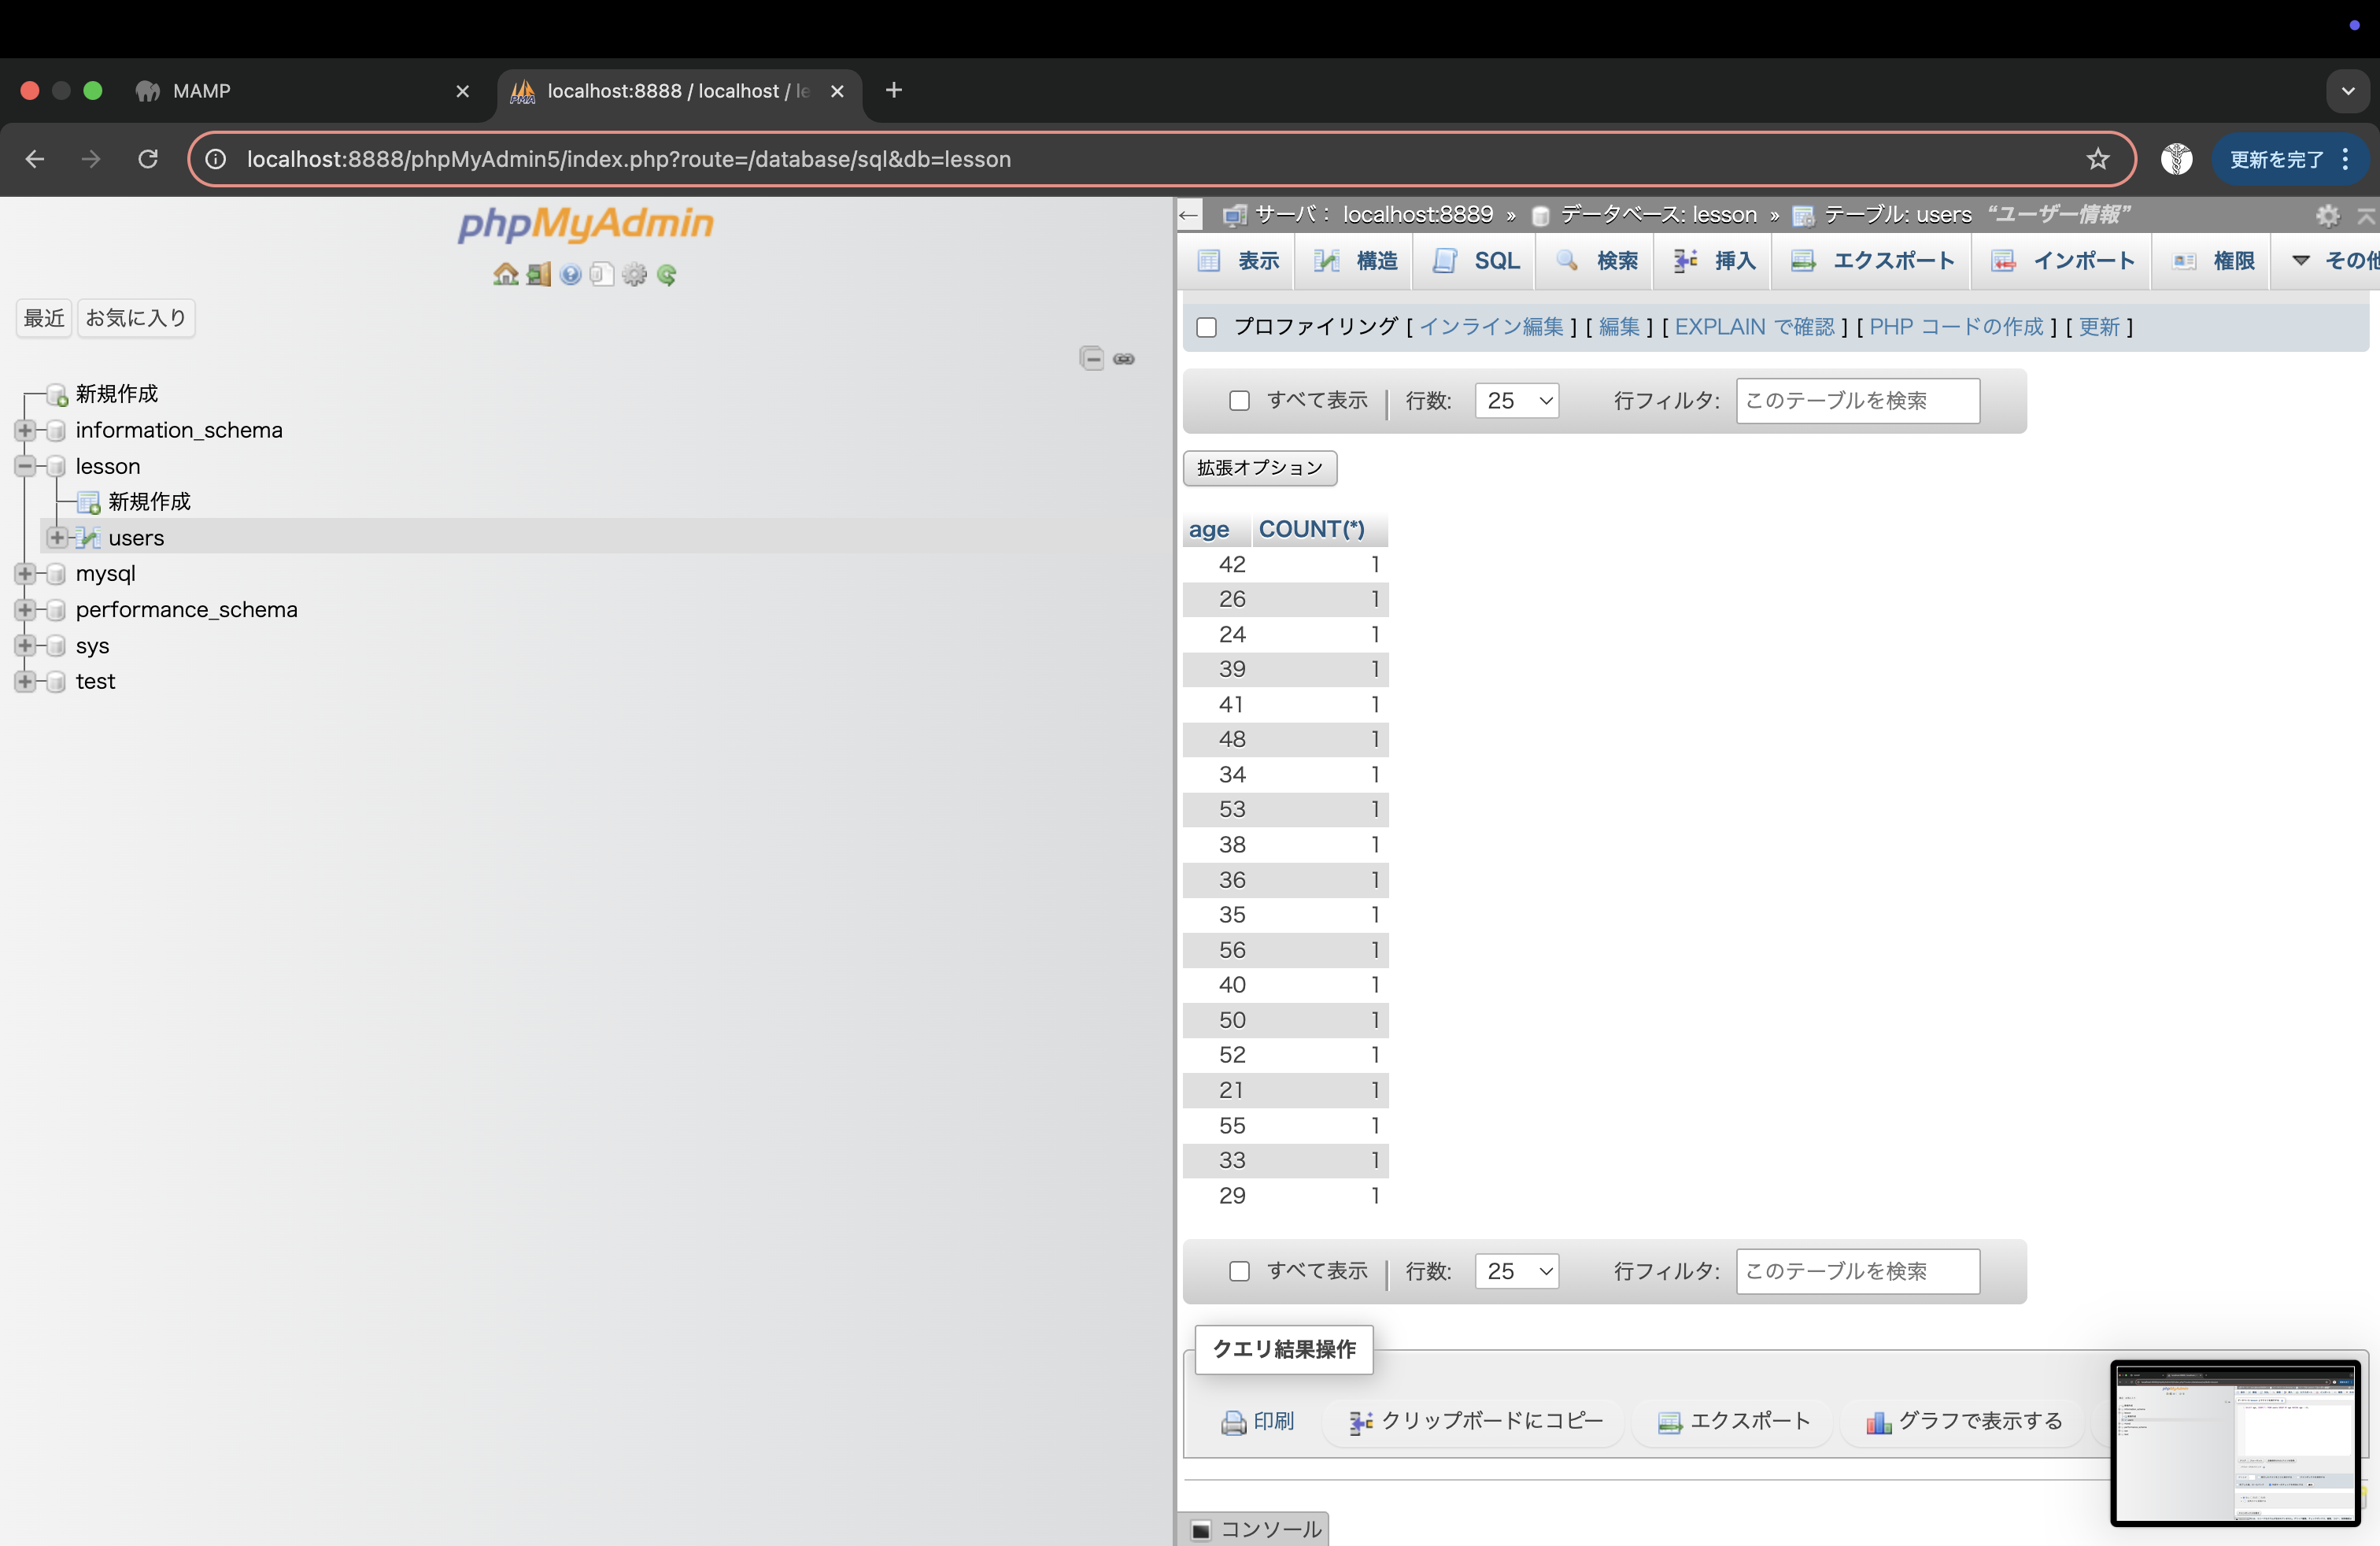 MAMP
localhost:8888 / localhost / le
localhost:8888/phpMyAdmin5/index.php?route=/database/sql&db=lesson
更新を完了
phpMyAdmin
最近 お気に入り
新規作成
information_schema
lesson
新規作成
users
mysql
performance_schema
sys
test
サーバ: localhost:8889 » データベース: lesson » テーブル: users “ユーザー情報”
表示 構造 SQL 検索 挿入 エクスポート インポート 権限 その他
プロファイリング [ インライン編集 ] [ 編集 ] [ EXPLAIN で確認 ] [ PHP コードの作成 ] [ 更新 ]
すべて表示 | 行数: 25 行フィルタ: このテーブルを検索
拡張オプション
age COUNT(*)
42 1
26 1
24 1
39 1
41 1
48 1
34 1
53 1
38 1
36 1
35 1
56 1
40 1
50 1
52 1
21 1
55 1
33 1
29 1
すべて表示 | 行数: 25 行フィルタ: このテーブルを検索
クエリ結果操作
印刷 クリップボードにコピー エクスポート グラフで表示する
コンソール